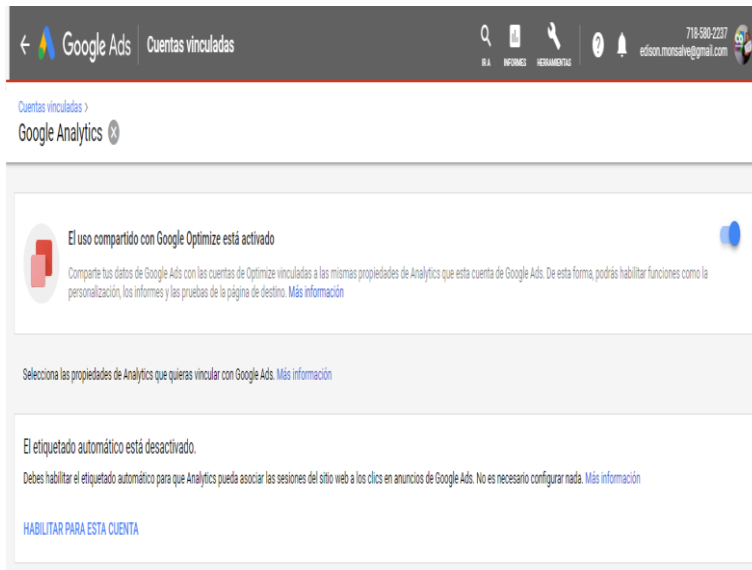 Google Ads
Cuentas vinculadas
IR A
INFORMES
HERRAMIENTAS
718-580-2237
edison.monsalve@gmail.com
Cuentas vinculadas >
Google Analytics
El uso compartido con Google Optimize está activado
Comparte tus datos de Google Ads con las cuentas de Optimize vinculadas a las mismas propiedades de Analytics que esta cuenta de Google Ads. De esta forma, podrás habilitar funciones como la
personalización, los informes y las pruebas de la página de destino. Más información
Selecciona las propiedades de Analytics que quieras vincular con Google Ads. Más información
El etiquetado automático está desactivado.
Debes habilitar el etiquetado automático para que Analytics pueda asociar las sesiones del sitio web a los clics en anuncios de Google Ads. No es necesario configurar nada. Más información
HABILITAR PARA ESTA CUENTA